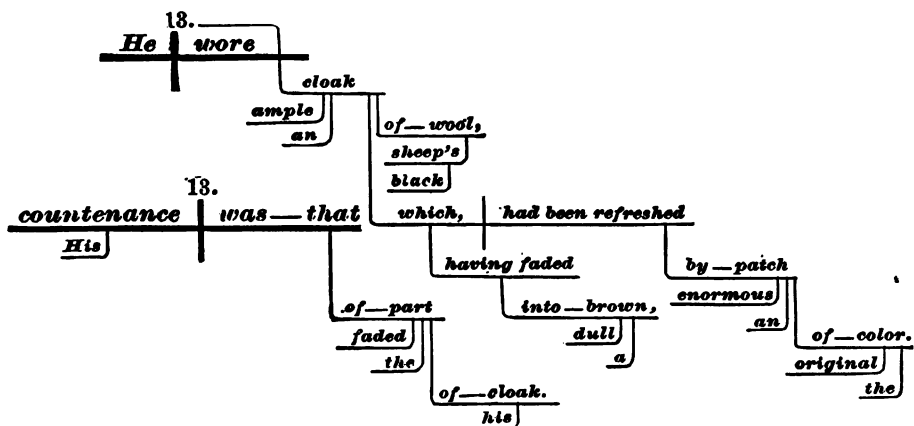 13.
He wore
cloak
ample
an
of—wool,
sheep's
black
13.
countenance was—that
His
which, had been refreshed
having faded
into—brown,
dull
a
by—patch
enormous
an
of—color.
original
the
of—part
faded
the
of—cloak.
his